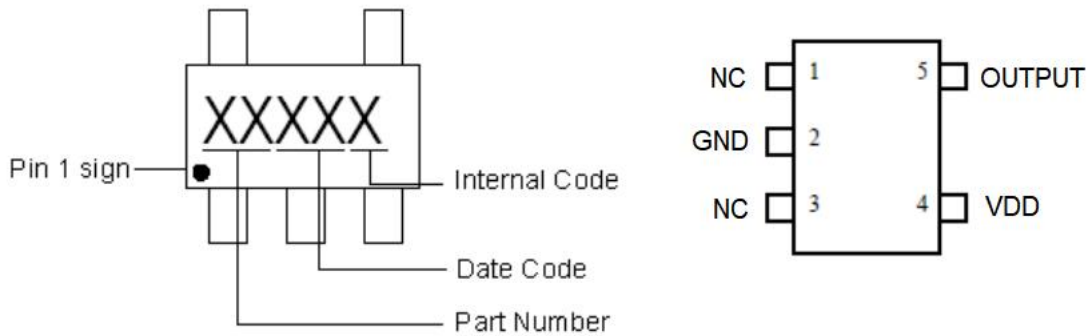 XXXXX
Pin 1 sign
Internal Code
Date Code
Part Number
NC 1 5 OUTPUT
GND 2
NC 3 4 VDD